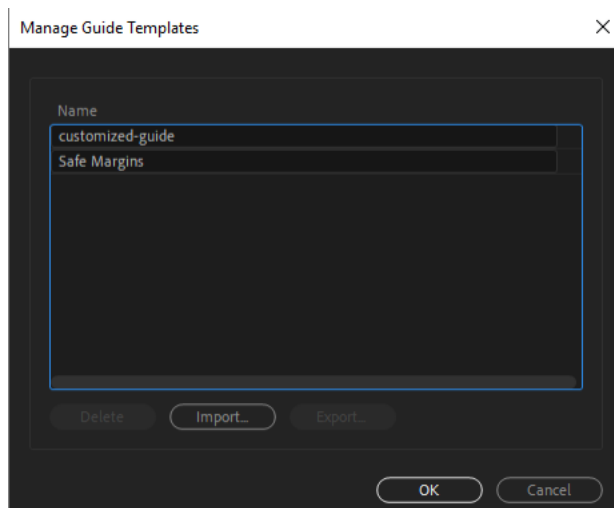 Manage Guide Templates
Name
customized-guide
Safe Margins
Delete Import... Export...
OK Cancel